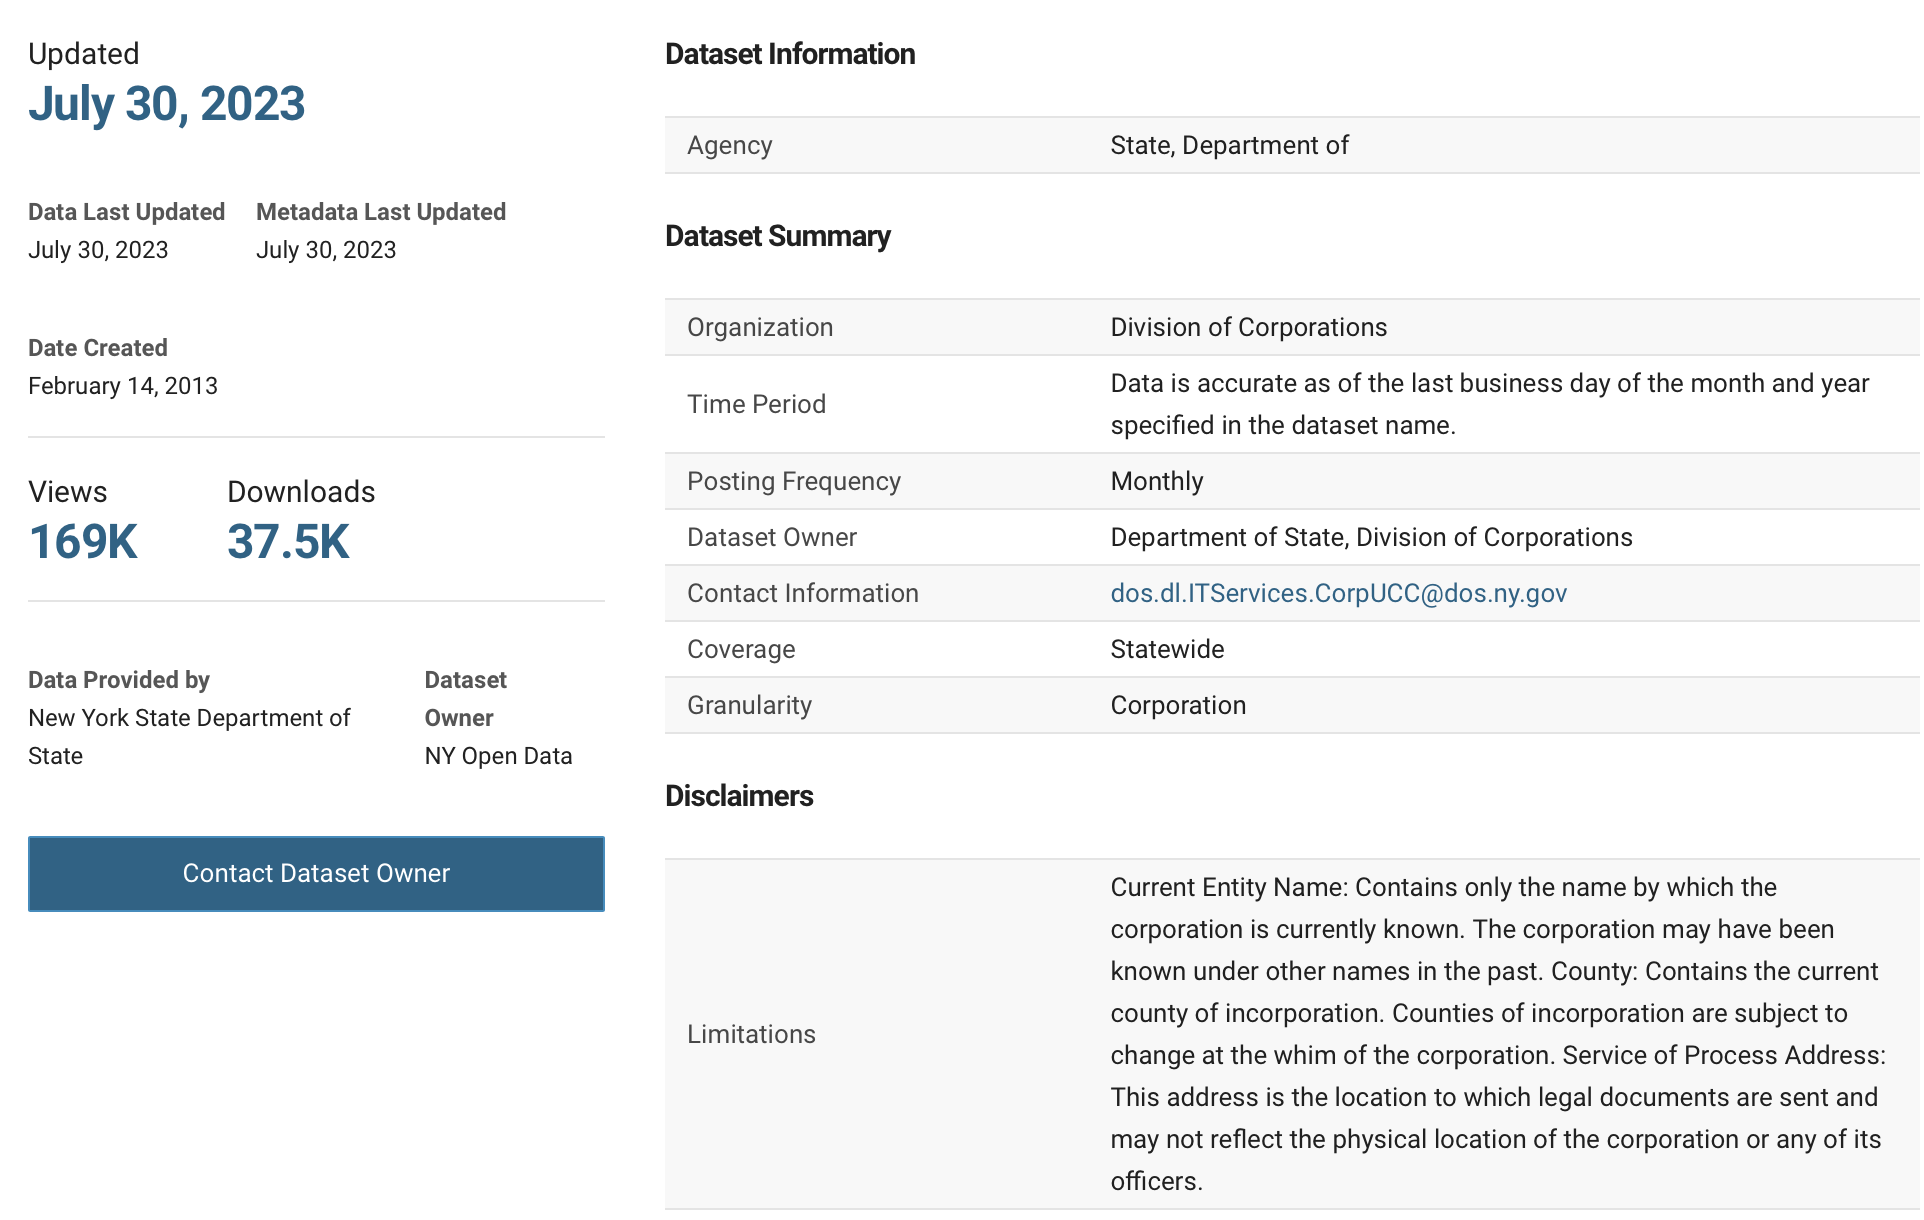 Updated
July 30, 2023
Data Last Updated
July 30, 2023
Metadata Last Updated
July 30, 2023
Date Created
February 14, 2013
Views
169K
Downloads
37.5K
Data Provided by
New York State Department of
State
Dataset
Owner
NY Open Data
Contact Dataset Owner
Dataset Information
Agency
State, Department of
Dataset Summary
Organization
Division of Corporations
Time Period
Data is accurate as of the last business day of the month and year
specified in the dataset name.
Posting Frequency
Monthly
Dataset Owner
Department of State, Division of Corporations
Contact Information
dos.dl.ITServices.CorpUCC@dos.ny.gov
Coverage
Statewide
Granularity
Corporation
Disclaimers
Limitations
Current Entity Name: Contains only the name by which the
corporation is currently known. The corporation may have been
known under other names in the past. County: Contains the current
county of incorporation. Counties of incorporation are subject to
change at the whim of the corporation. Service of Process Address:
This address is the location to which legal documents are sent and
may not reflect the physical location of the corporation or any of its
officers.